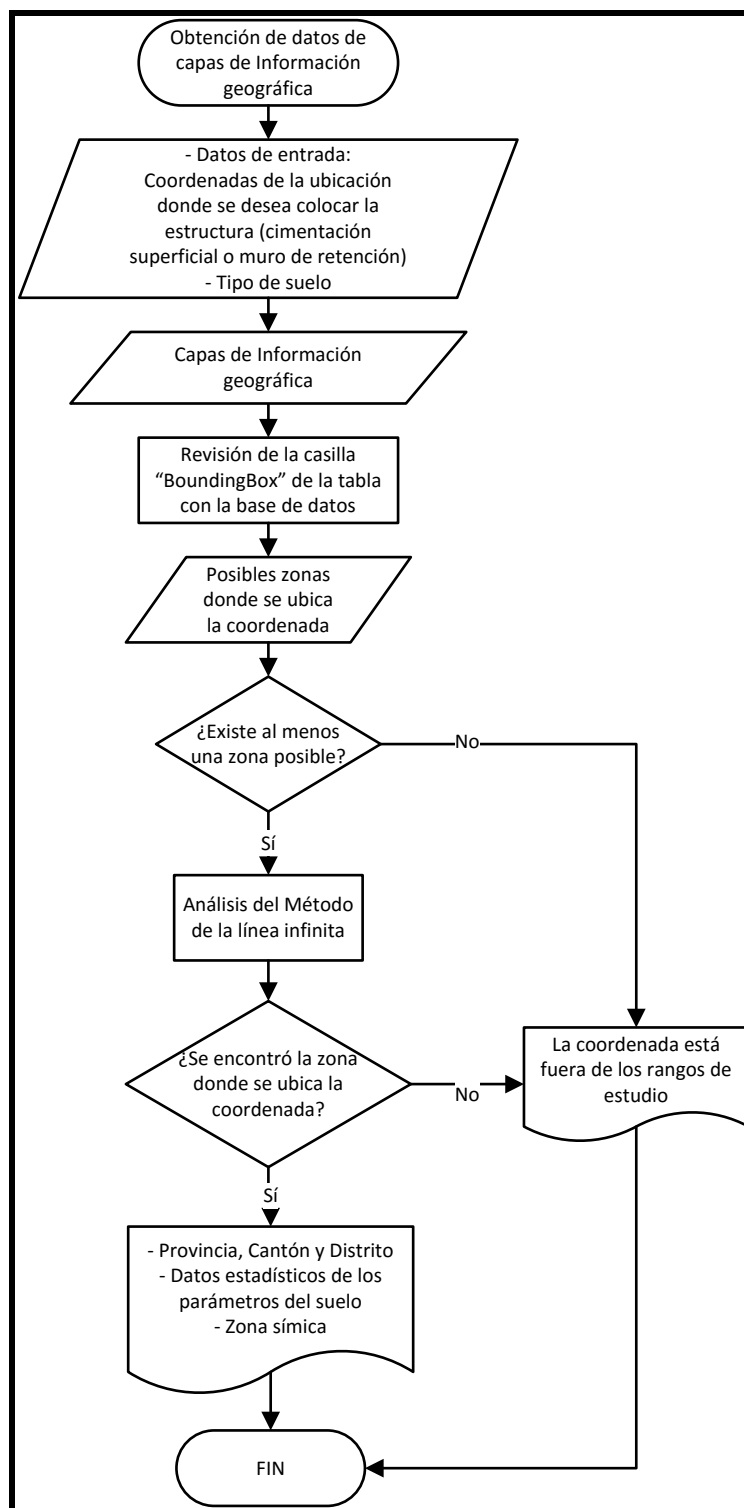 Obtención de datos de
capas de Información
geográfica
- Datos de entrada:
Coordenadas de la ubicación
donde se desea colocar la
estructura (cimentación
superficial o muro de retención)
- Tipo de suelo
Capas de Información
geográfica
Revisión de la casilla
“BoundingBox” de la tabla
con la base de datos
Posibles zonas
donde se ubica
la coordenada
¿Existe al menos
una zona posible?
No
Sí
Análisis del Método
de la línea infinita
¿Se encontró la zona
donde se ubica la
coordenada?
No
La coordenada está
fuera de los rangos de
estudio
Sí
- Provincia, Cantón y Distrito
- Datos estadísticos de los
parámetros del suelo
- Zona símica
FIN